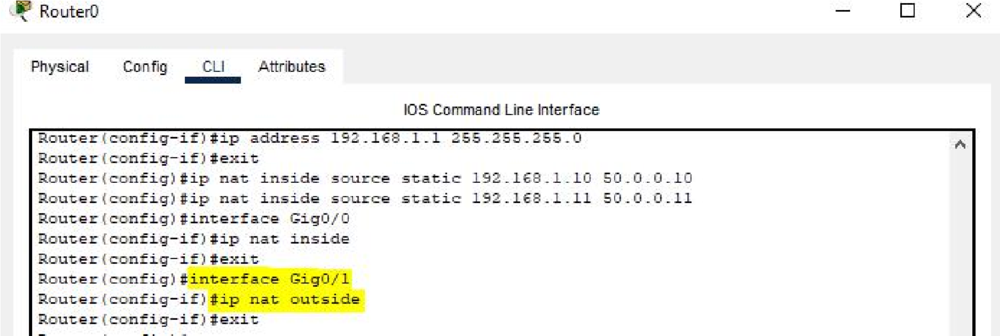 Router0
Physical Config CLI Attributes
IOS Command Line Interface
Router(config-if)#ip address 192.168.1.1 255.255.255.0
Router(config-if)#exit
Router(config)#ip nat inside source static 192.168.1.10 50.0.0.10
Router(config)#ip nat inside source static 192.168.1.11 50.0.0.11
Router(config)#interface Gig0/0
Router(config-if)#ip nat inside
Router(config-if)#exit
Router(config)#interface Gig0/1
Router(config-if)#ip nat outside
Router(config-if)#exit